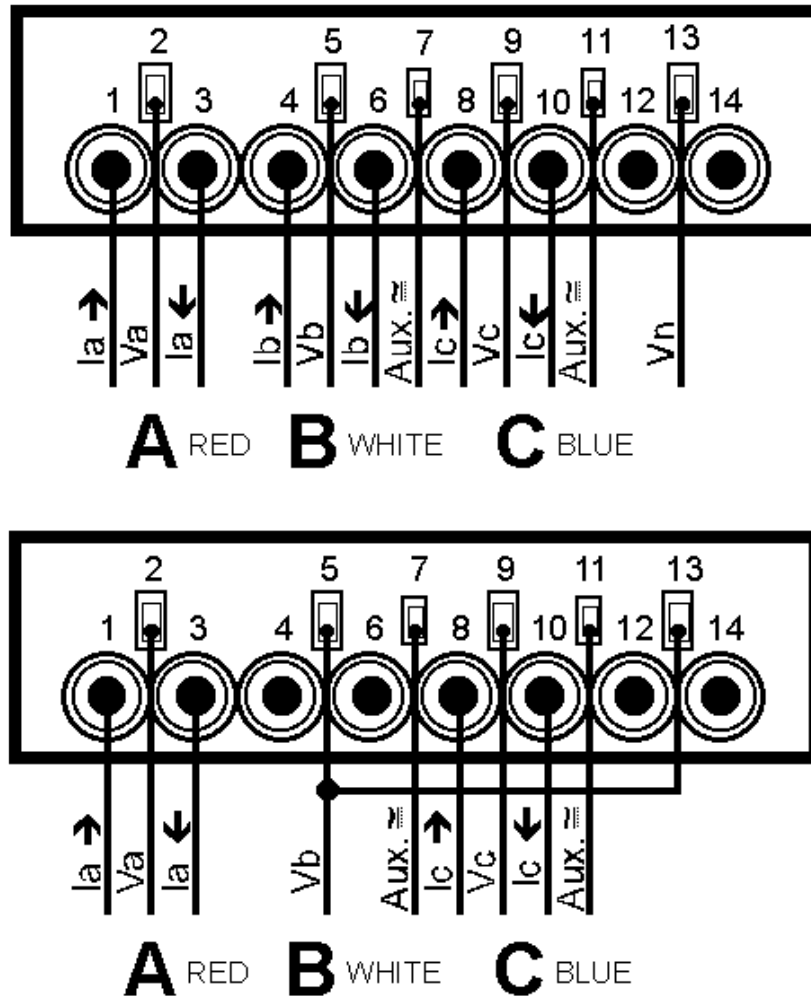 2 5 7 9 11 13
1 3 4 6 8 10 12 14
Ia Va Ia Ib Vb Ib Aux. ≂ Ic Vc Ic Aux. ≂ Vn
A RED B WHITE C BLUE
2 5 7 9 11 13
1 3 4 6 8 10 12 14
Ia Va Ia Vb Aux. ≂ Ic Vc Ic Aux. ≂
A RED B WHITE C BLUE